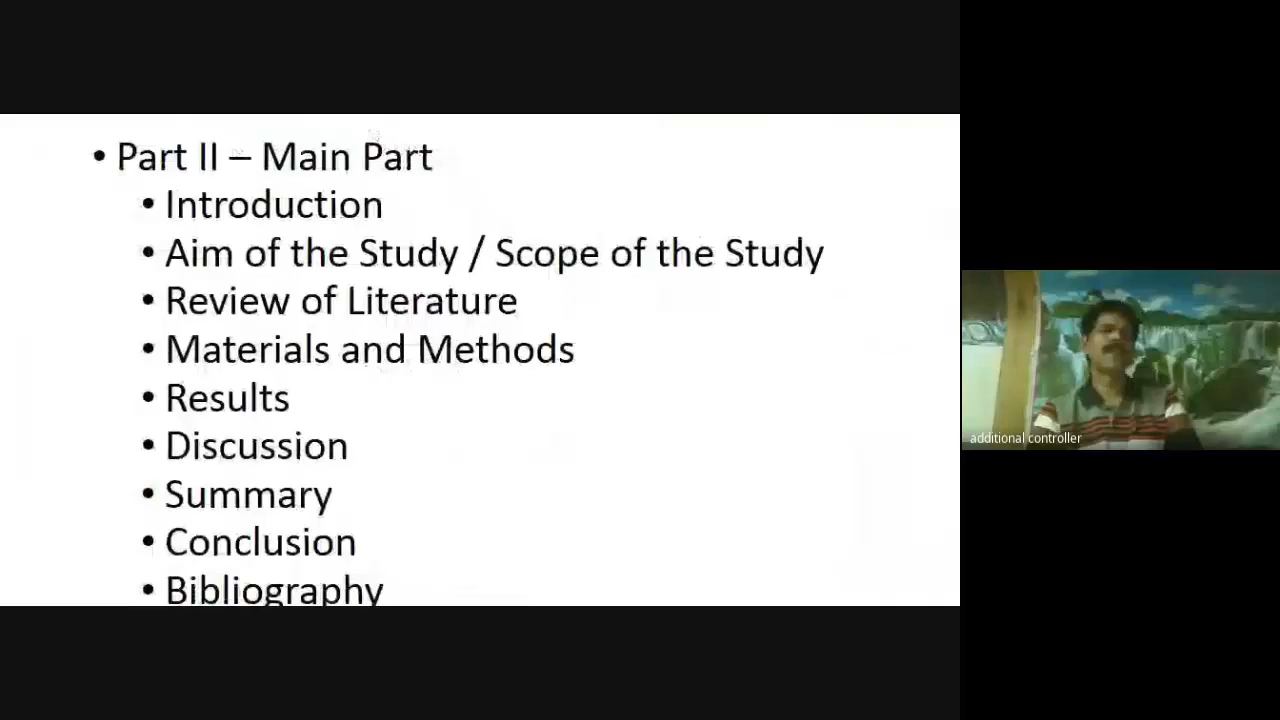 • Part II – Main Part
• Introduction
• Aim of the Study / Scope of the Study
• Review of Literature
• Materials and Methods
• Results
• Discussion
• Summary
• Conclusion
• Bibliography
additional controller